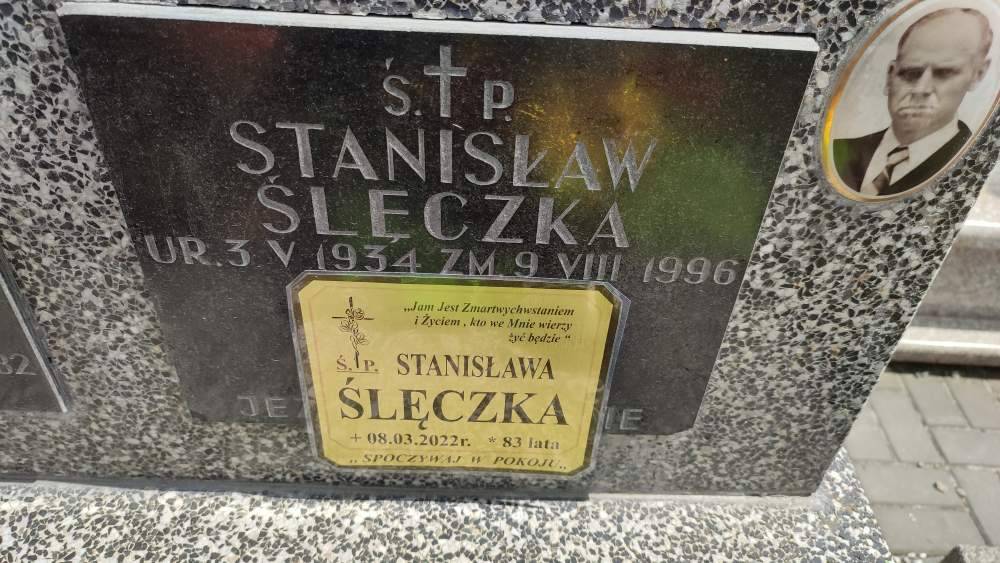 Ś. P.
STANISŁAW
ŚLĘCZKA
UR. 3 V 1934 ZM. 9 VIII 1996
„Jam Jest Zmartwychwstaniem
i Życiem , kto we Mnie wierzy
żyć będzie "
Ś. P. STANISŁAWA
ŚLĘCZKA
+ 08.03.2022r. * 83 lata
„ SPOCZYWAJ W POKOJU „